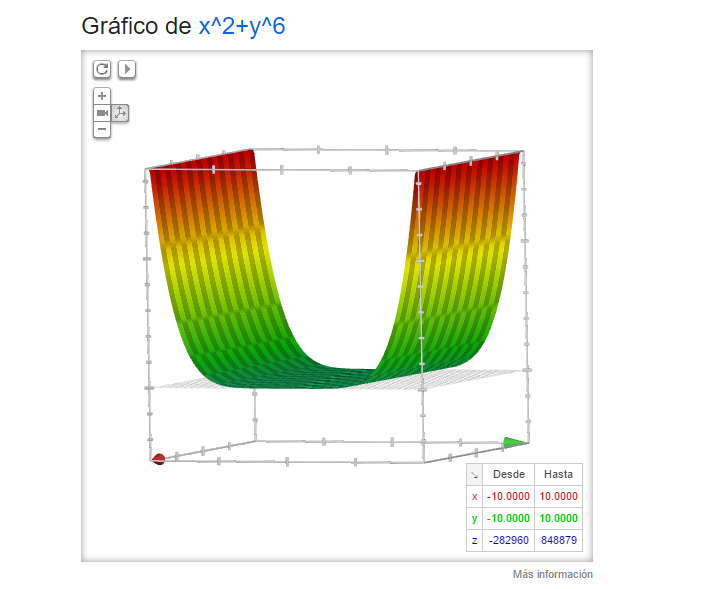 Gráfico de x^2+y^6
Desde Hasta
x -10.0000 10.0000
y -10.0000 10.0000
z -282960 848879
Más información